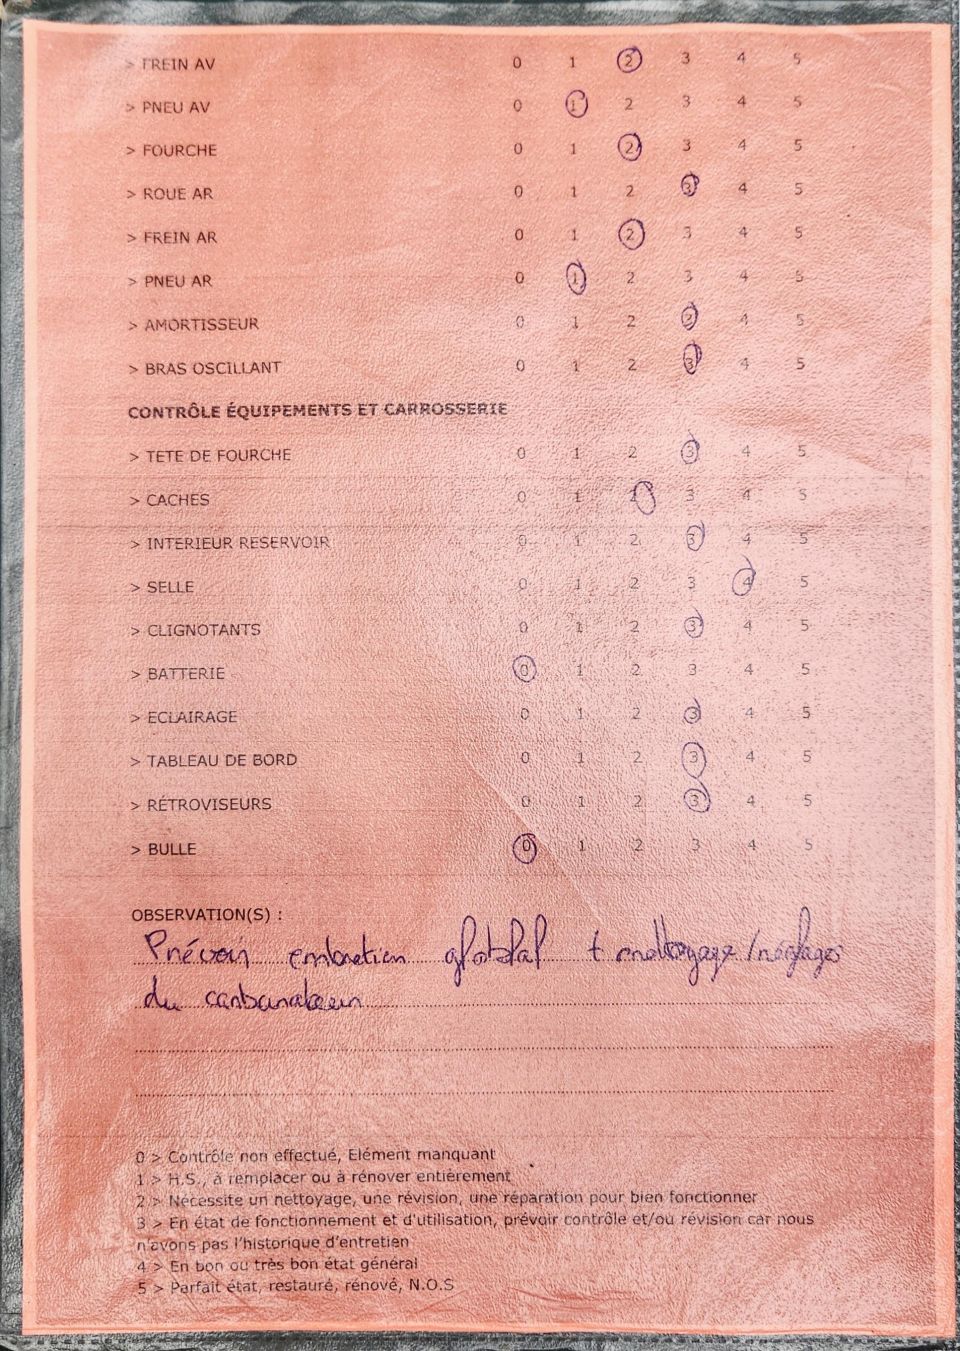 > FREIN AV 0 1 2 3 4 5
> PNEU AV 0 1 2 3 4 5
> FOURCHE 0 1 2 3 4 5
> ROUE AR 0 1 2 3 4 5
> FREIN AR 0 1 2 3 4 5
> PNEU AR 0 1 2 3 4 5
> AMORTISSEUR 0 1 2 3 4 5
> BRAS OSCILLANT 0 1 2 3 4 5
CONTRÔLE ÉQUIPEMENTS ET CARROSSERIE
> TETE DE FOURCHE 0 1 2 3 4 5
> CACHES 0 1 2 3 4 5
> INTERIEUR RESERVOIR 0 1 2 3 4 5
> SELLE 0 1 2 3 4 5
> CLIGNOTANTS 0 1 2 3 4 5
> BATTERIE 0 1 2 3 4 5
> ECLAIRAGE 0 1 2 3 4 5
> TABLEAU DE BORD 0 1 2 3 4 5
> RÉTROVISEURS 0 1 2 3 4 5
> BULLE 0 1 2 3 4 5
OBSERVATION(S) :
Prévoir entretien global + nettoyage/réglages
du carburateur
0 > Contrôle non effectué, Elément manquant
1 > H.S., à remplacer ou à rénover entièrement
2 > Nécessite un nettoyage, une révision, une réparation pour bien fonctionner
3 > En état de fonctionnement et d'utilisation, prévoir contrôle et/ou révision car nous
n'avons pas l'historique d'entretien
4 > En bon ou très bon état général
5 > Parfait état, restauré, rénové, N.O.S